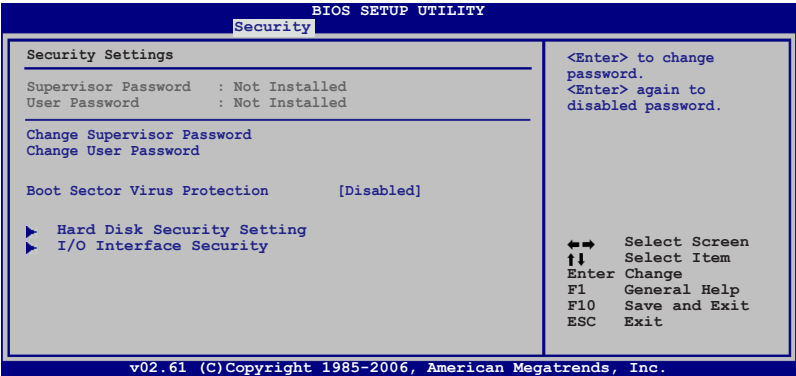 BIOS SETUP UTILITY
Security
Security Settings
Supervisor Password : Not Installed
User Password : Not Installed
Change Supervisor Password
Change User Password
Boot Sector Virus Protection [Disabled]
Hard Disk Security Setting
I/O Interface Security
<Enter> to change
password.
<Enter> again to
disabled password.
Select Screen
Select Item
Enter Change
F1 General Help
F10 Save and Exit
ESC Exit
v02.61 (C)Copyright 1985-2006, American Megatrends, Inc.